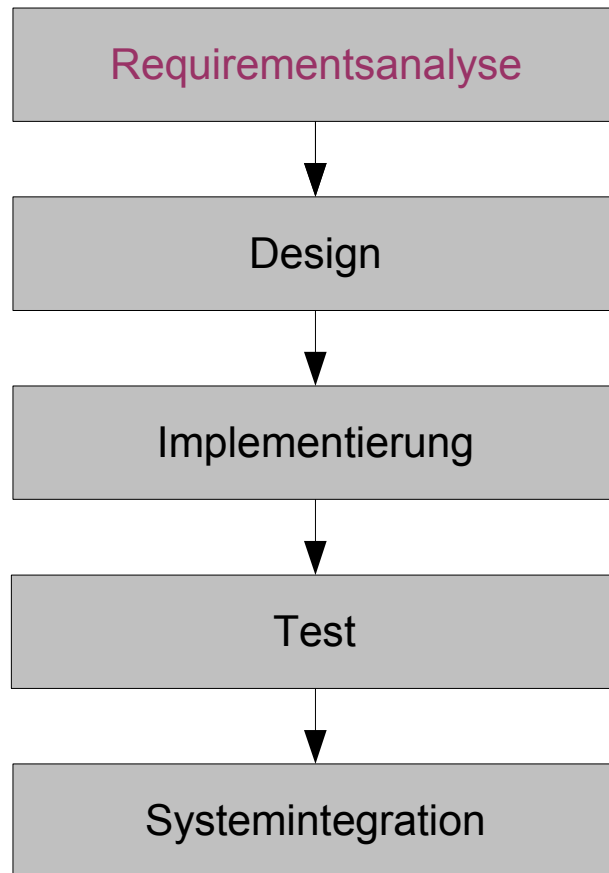 Requirementsanalyse
Design
Implementierung
Test
Systemintegration